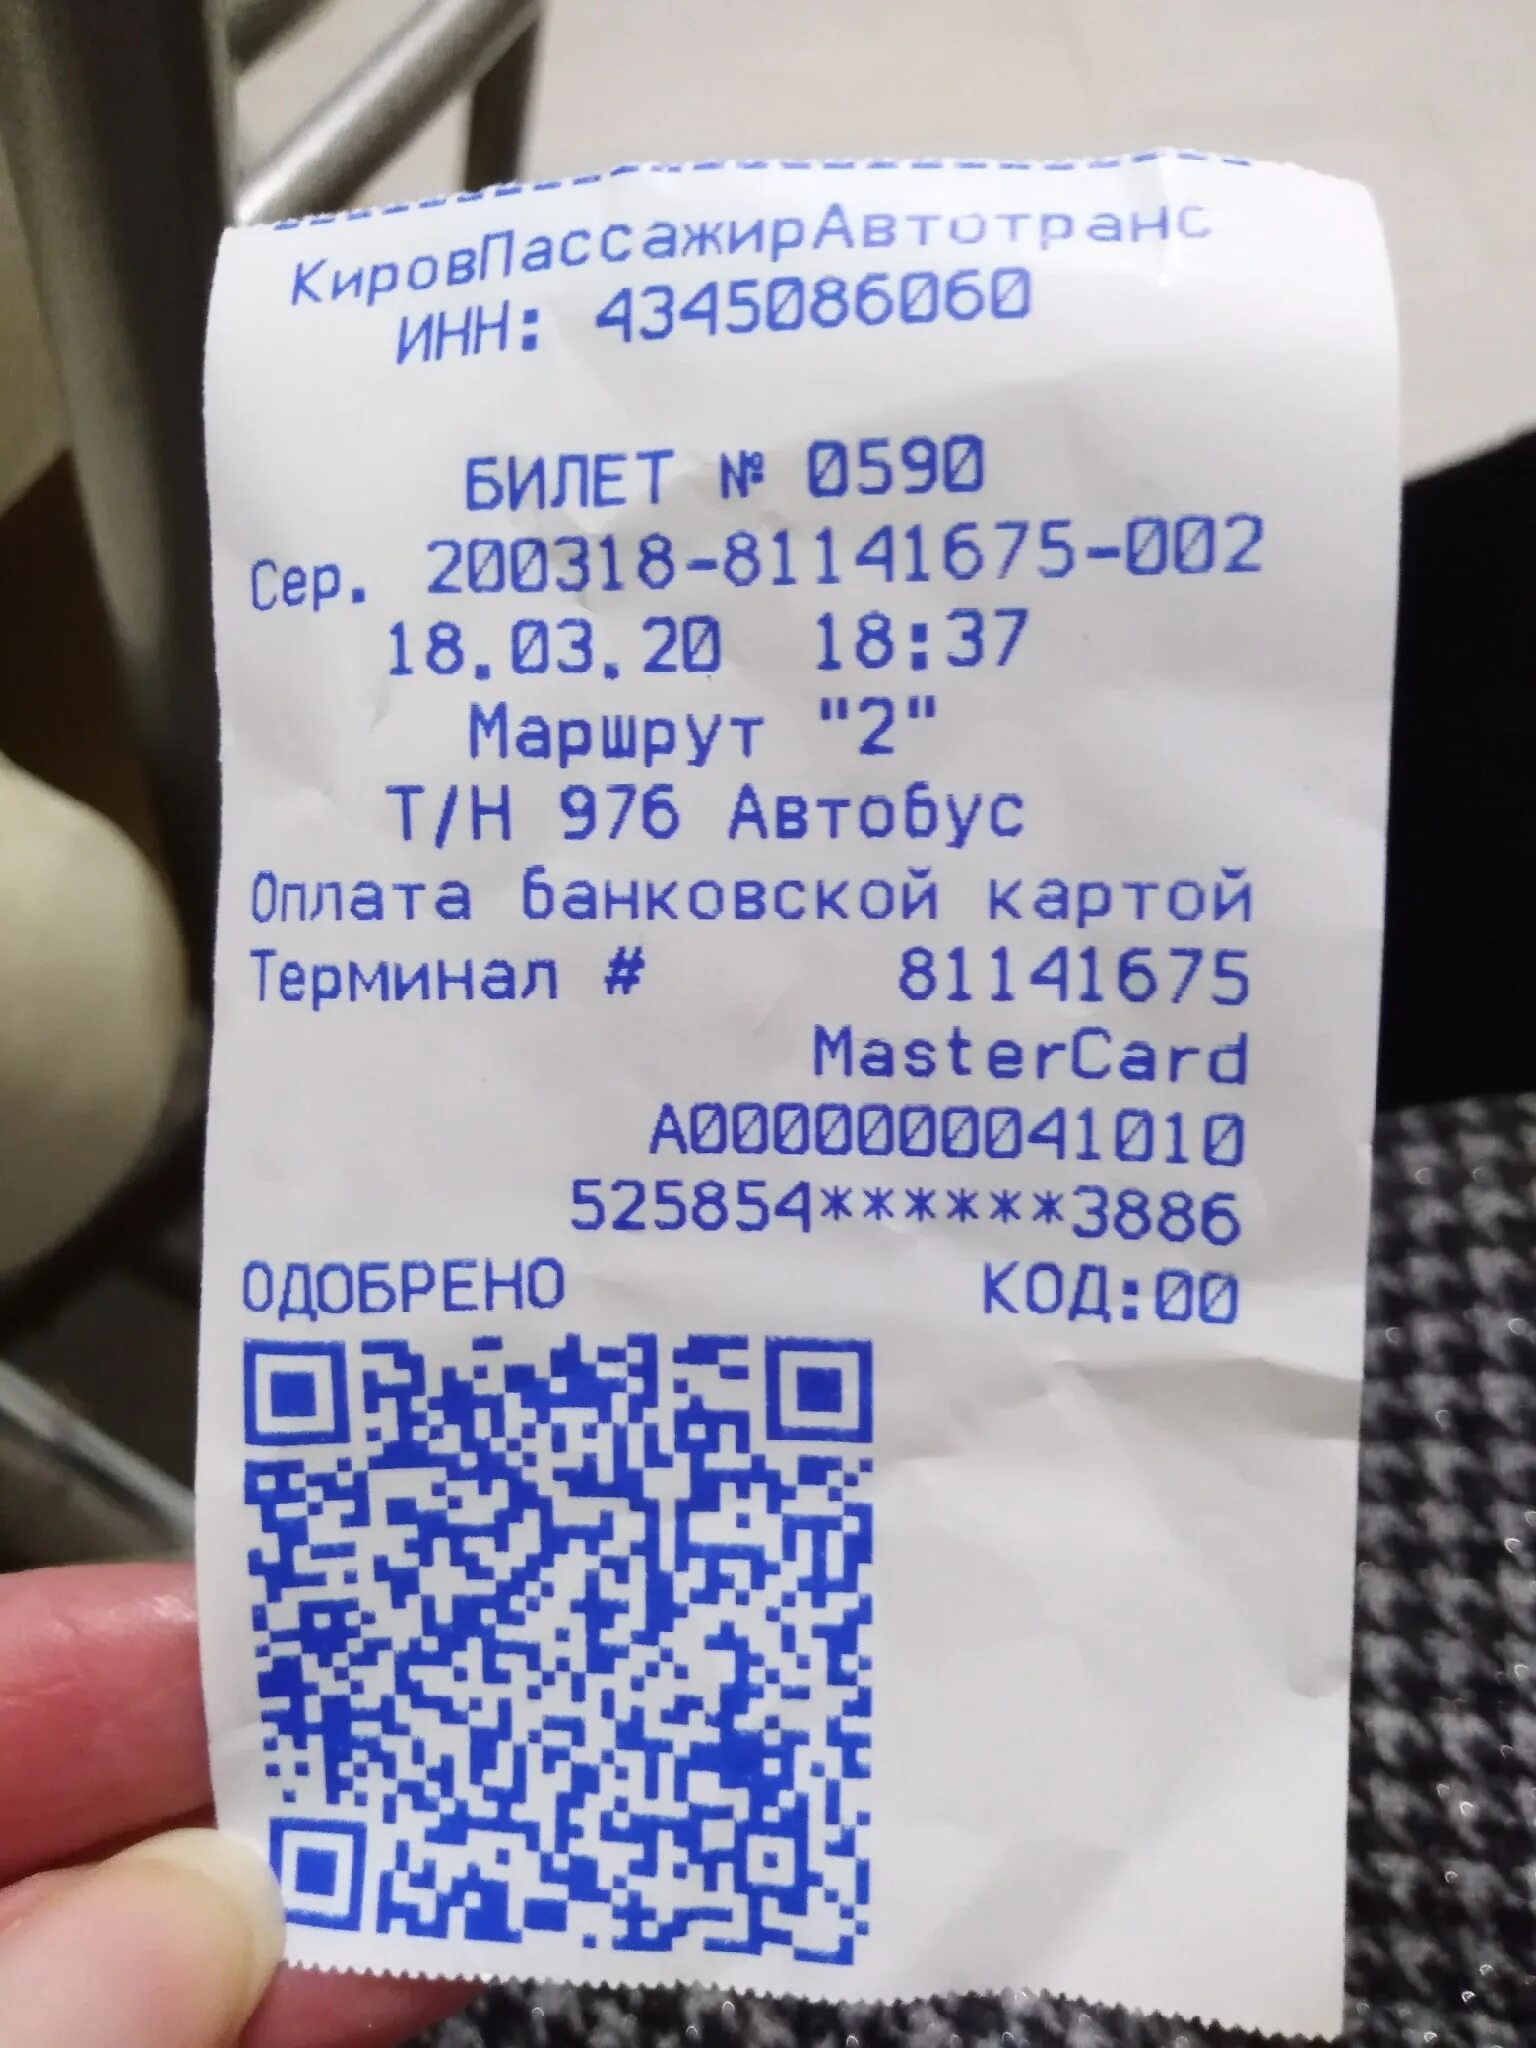 КировПассажирАвтотранс
ИНН: 4345086060
БИЛЕТ № 0590
Сер. 200318-81141675-002
18.03.20 18:37
Маршрут "2"
Т/Н 976 Автобус
Оплата банковской картой
Терминал # 81141675
MasterCard
A0000000041010
525854******3886
ОДОБРЕНО КОД:00